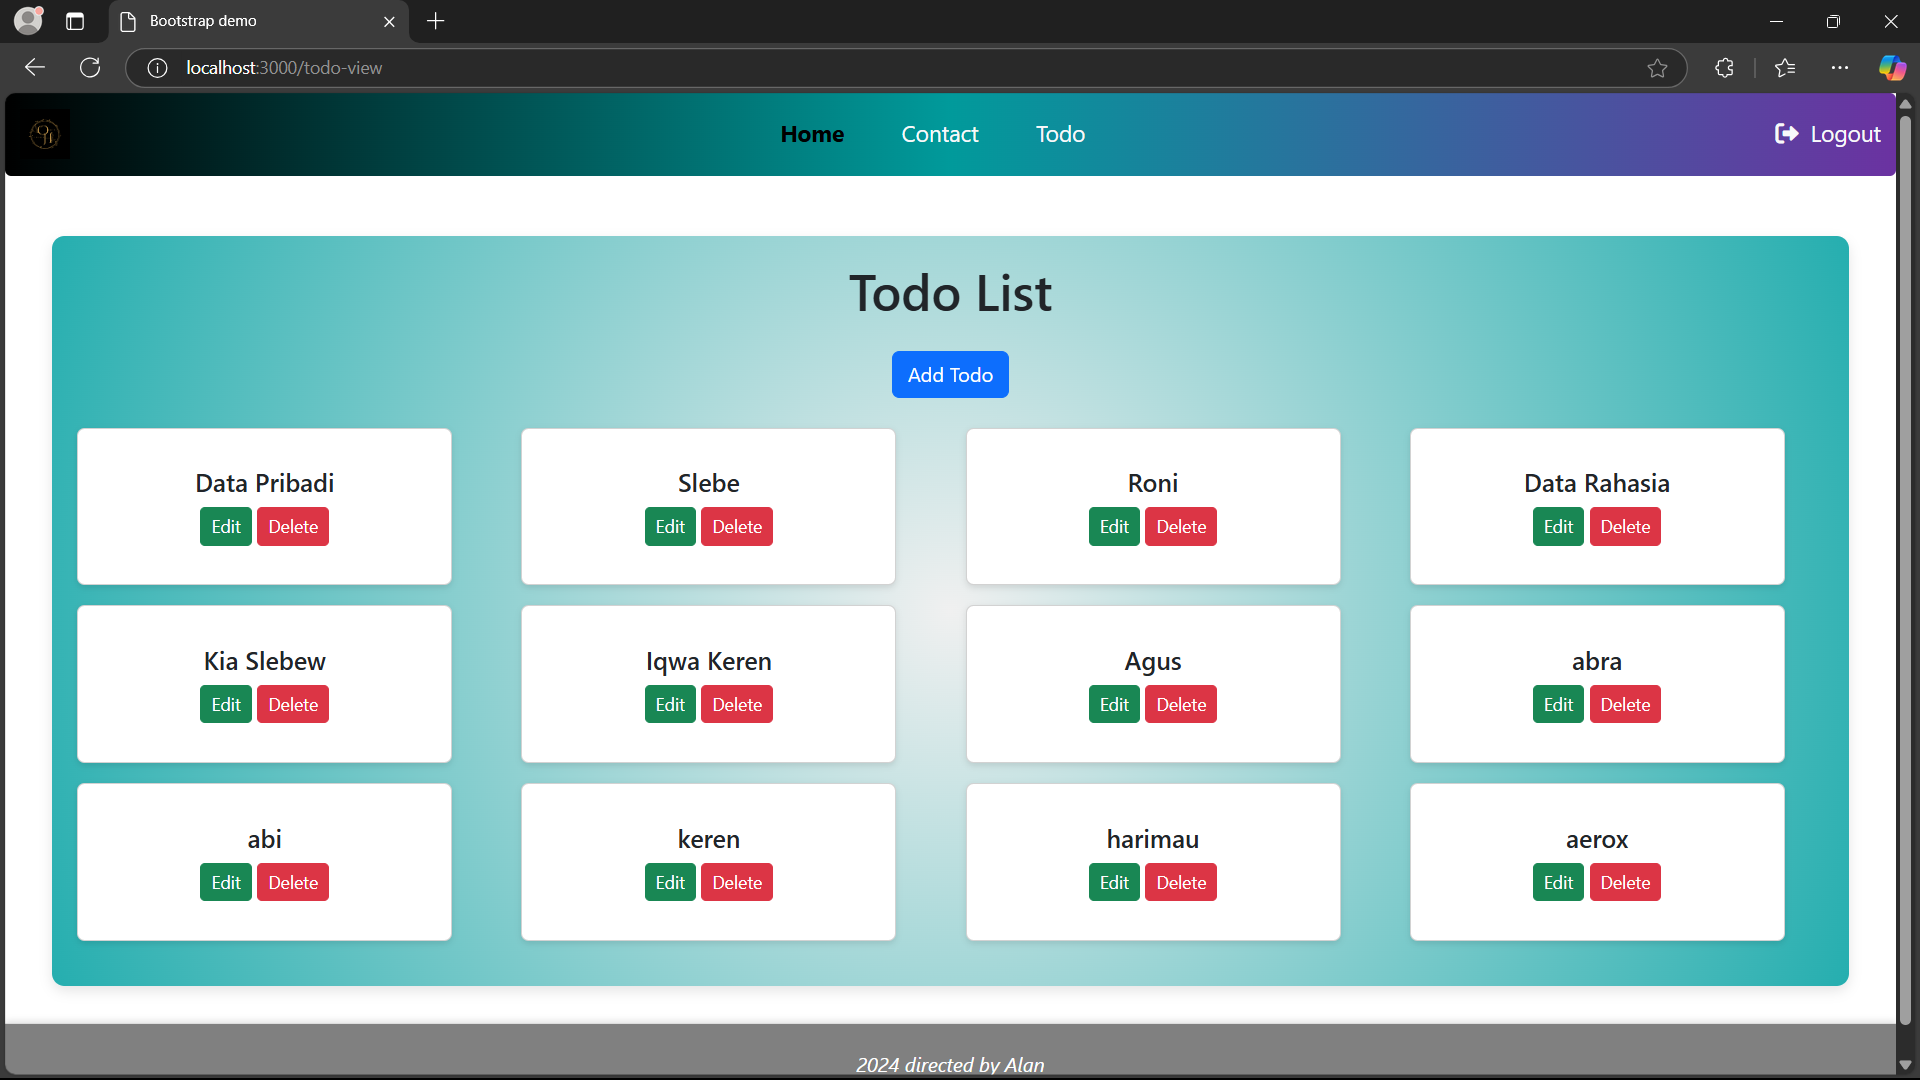 Bootstrap demo
localhost:3000/todo-view
Home Contact Todo Logout
Todo List
Add Todo
Data Pribadi Slebe Roni Data Rahasia
Edit Delete Edit Delete Edit Delete Edit Delete
Kia Slebew Iqwa Keren Agus abra
Edit Delete Edit Delete Edit Delete Edit Delete
abi keren harimau aerox
Edit Delete Edit Delete Edit Delete Edit Delete
2024 directed by Alan